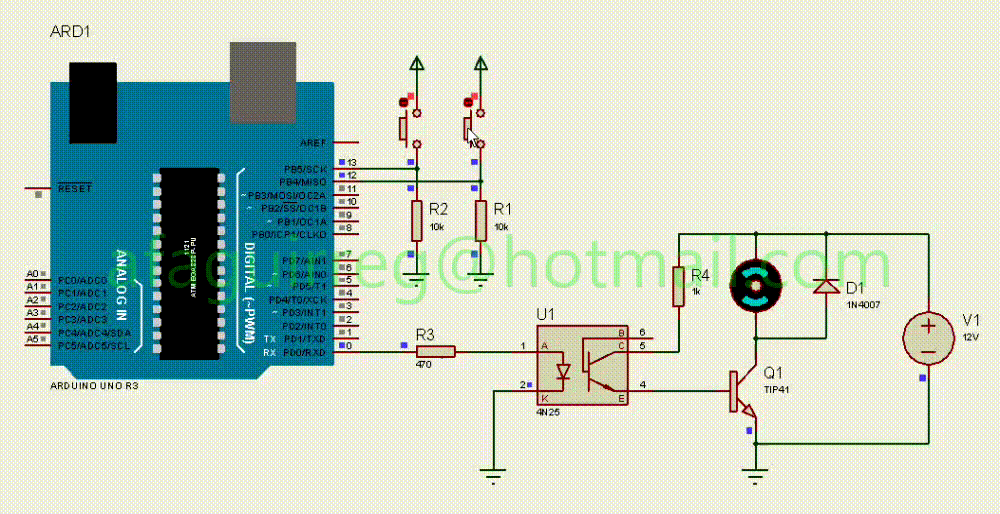 ARD1
AREF
PB5/SCK 13
PB4/MISO 12
RESET
~PB3/MOSI/OC2A 11
~PB2/SS/OC1B 10
~PB1/OC1A 9
PB0/ICP1/CLKO 8
R2
10k
R1
10k
1121
ANALOG IN
DIGITAL (~PWM)
PD7/AIN1 7
~PD6/AIN0 6
~PD5/T1 5
PD4/T0/XCK 4
~PD3/INT1 3
PD2/INT0 2
TX PD1/TXD 1
RX PD0/RXD 0
A0 PC0/ADC0
A1 PC1/ADC1
A2 PC2/ADC2
A3 PC3/ADC3
A4 PC4/ADC4/SDA
A5 PC5/ADC5/SCL
ARDUINO UNO R3
@hotmail.com
R4
1k
D1
1N4007
V1
12V
U1
R3
470
1 A
2 K
B 6
C 5
E 4
4N25
Q1
TIP41